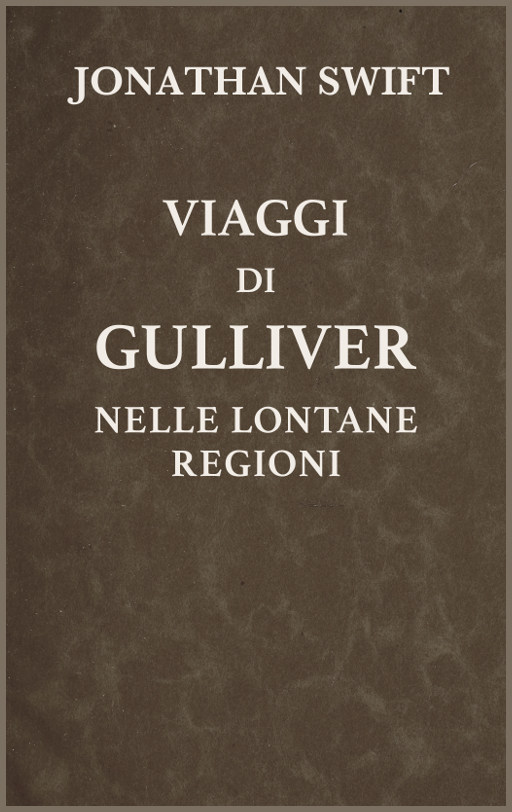 JONATHAN SWIFT
VIAGGI
DI
GULLIVER
NELLE LONTANE
REGIONI